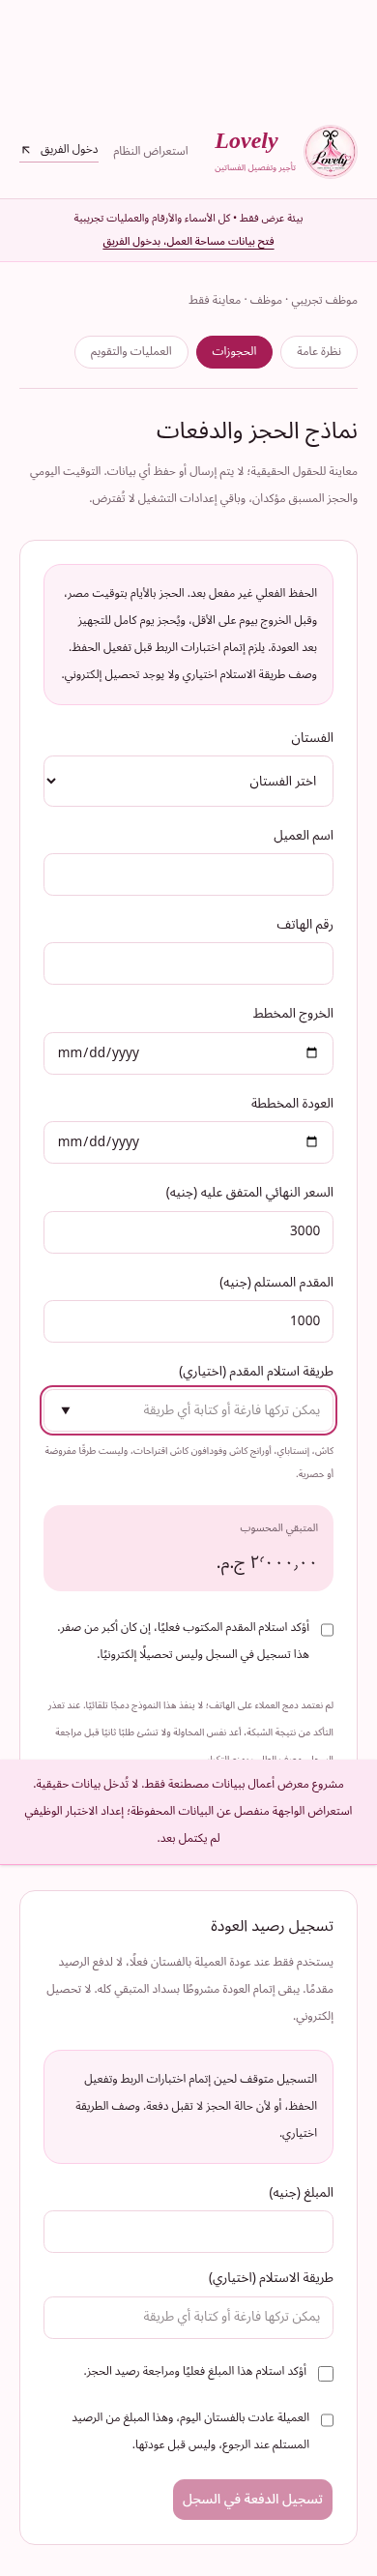 Lovely
Lovely
تأجير وتفصيل الفساتين
استعراض النظام
دخول الفريق
بيئة عرض فقط • كل الأسماء والأرقام والعمليات تجريبية
فتح بيانات مساحة العمل، بدخول الفريق
موظف تجريبي · موظف · معاينة فقط
نظرة عامة
الحجوزات
العمليات والتقويم
نماذج الحجز والدفعات
معاينة للحقول الحقيقية؛ لا يتم إرسال أو حفظ أي بيانات. التوقيت اليومي
والحجز المسبق مؤكدان، وباقي إعدادات التشغيل لا تُفترض.
الحفظ الفعلي غير مفعل بعد. الحجز بالأيام بتوقيت مصر،
وقبل الخروج بيوم على الأقل، ويُحجز يوم كامل للتجهيز
بعد العودة. يلزم إتمام اختبارات الربط قبل تفعيل الحفظ.
وصف طريقة الاستلام اختياري ولا يوجد تحصيل إلكتروني.
الفستان
اختر الفستان
اسم العميل
رقم الهاتف
الخروج المخطط
mm/dd/yyyy
العودة المخططة
mm/dd/yyyy
السعر النهائي المتفق عليه (جنيه)
3000
المقدم المستلم (جنيه)
1000
طريقة استلام المقدم (اختياري)
يمكن تركها فارغة أو كتابة أي طريقة
كاش، إنستاباي، أورانج كاش وفودافون كاش اقتراحات، وليست طرقًا مفروضة
أو حصرية.
المتبقي المحسوب
٢٬٠٠٠٫٠٠ ج.م.
أؤكد استلام المقدم المكتوب فعليًا، إن كان أكبر من صفر.
هذا تسجيل في السجل وليس تحصيلًا إلكترونيًا.
لم نعتمد دمج العملاء على الهاتف؛ لا ينفذ هذا النموذج دمجًا تلقائيًا. عند تعذر
التأكد من نتيجة الشبكة، أعد نفس المحاولة ولا تنشئ طلبًا ثانيًا قبل مراجعة
مشروع معرض أعمال ببيانات مصطنعة فقط. لا تُدخل بيانات حقيقية.
استعراض الواجهة منفصل عن البيانات المحفوظة؛ إعداد الاختبار الوظيفي
لم يكتمل بعد.
تسجيل رصيد العودة
يستخدم فقط عند عودة العميلة بالفستان فعلًا، لا لدفع الرصيد
مقدمًا. يبقى إتمام العودة مشروطًا بسداد المتبقي كله. لا تحصيل
إلكتروني.
التسجيل متوقف لحين إتمام اختبارات الربط وتفعيل
الحفظ، أو لأن حالة الحجز لا تقبل دفعة. وصف الطريقة
اختياري.
المبلغ (جنيه)
طريقة الاستلام (اختياري)
يمكن تركها فارغة أو كتابة أي طريقة
أؤكد استلام هذا المبلغ فعليًا ومراجعة رصيد الحجز.
العميلة عادت بالفستان اليوم، وهذا المبلغ من الرصيد
المستلم عند الرجوع، وليس قبل عودتها.
تسجيل الدفعة في السجل